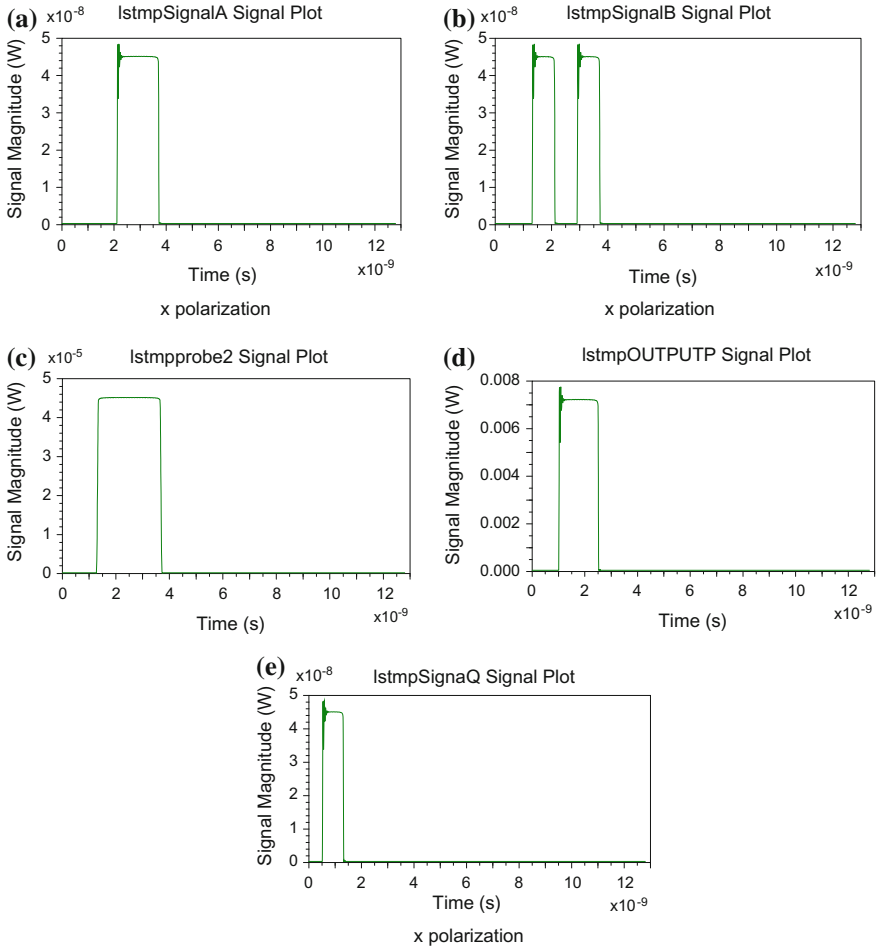 (a)
x10-8
lstmpSignalA Signal Plot
Signal Magnitude (W)
5
4
3
2
1
0
0 2 4 6 8 10 12
x10-9
Time (s)
x polarization
(b)
x10-8
lstmpSignalB Signal Plot
Signal Magnitude (W)
5
4
3
2
1
0
0 2 4 6 8 10 12
x10-9
Time (s)
x polarization
(c)
x10-5
lstmpprobe2 Signal Plot
Signal Magnitude (W)
5
4
3
2
1
0
0 2 4 6 8 10 12
x10-9
Time (s)
(d)
lstmpOUTPUTP Signal Plot
Signal Magnitude (W)
0.008
0.006
0.004
0.002
0.000
0 2 4 6 8 10 12
x10-9
Time (s)
(e)
x10-8
lstmpSignaQ Signal Plot
Signal Magnitude (W)
5
4
3
2
1
0
0 2 4 6 8 10 12
x10-9
Time (s)
x polarization